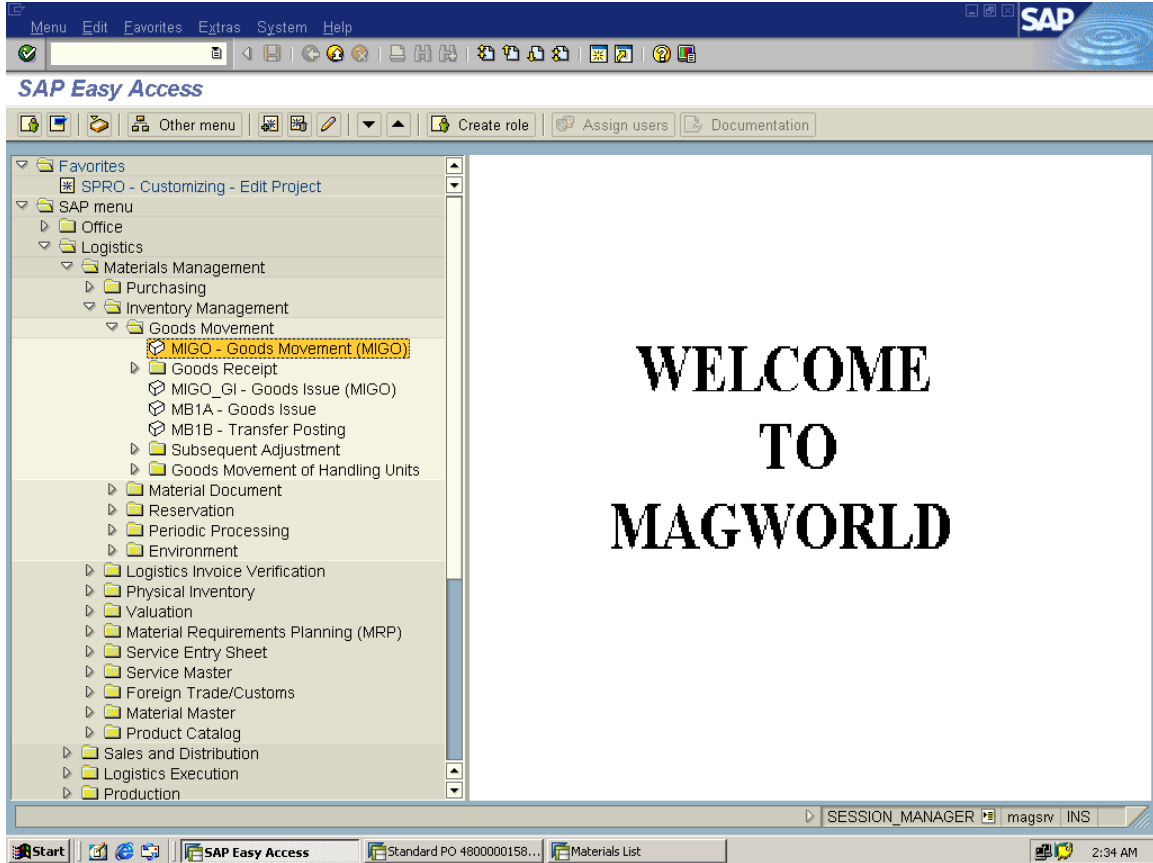 Menu Edit Favorites Extras System Help
SAP
SAP Easy Access
Other menu Create role Assign users Documentation
Favorites
SPRO - Customizing - Edit Project
SAP menu
Office
Logistics
Materials Management
Purchasing
Inventory Management
Goods Movement
MIGO - Goods Movement (MIGO)
Goods Receipt
MIGO_GI - Goods Issue (MIGO)
MB1A - Goods Issue
MB1B - Transfer Posting
Subsequent Adjustment
Goods Movement of Handling Units
Material Document
Reservation
Periodic Processing
Environment
Logistics Invoice Verification
Physical Inventory
Valuation
Material Requirements Planning (MRP)
Service Entry Sheet
Service Master
Foreign Trade/Customs
Material Master
Product Catalog
Sales and Distribution
Logistics Execution
Production
WELCOME
TO
MAGWORLD
SESSION_MANAGER magsrv INS
Start SAP Easy Access Standard PO 4800000158... Materials List 2:34 AM